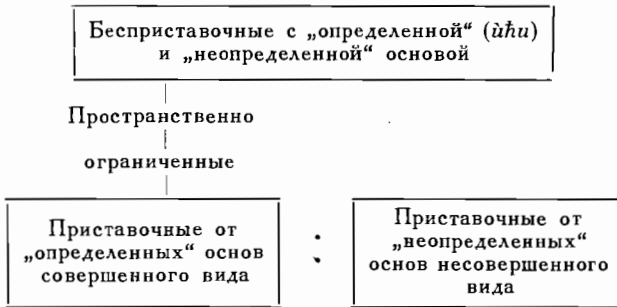 Бесприставочные с „определенной“ (ѝћи)
и „неопределенной“ основой
Пространственно
ограниченные
Приставочные от
„определенных“ основ
совершенного вида
:
Приставочные от
„неопределенных“
основ несовершенного
вида